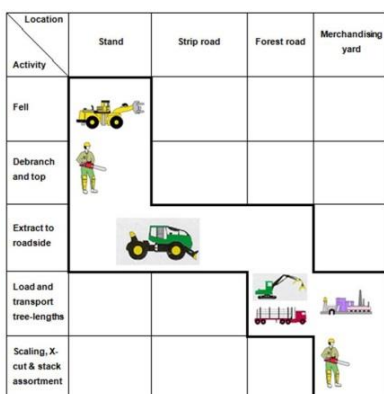 Location
Activity
Stand
Strip road
Forest road
Merchandising
yard
Fell
Debranch
and top
Extract to
roadside
Load and
transport
tree-lengths
Scaling, X-
cut & stack
assortment